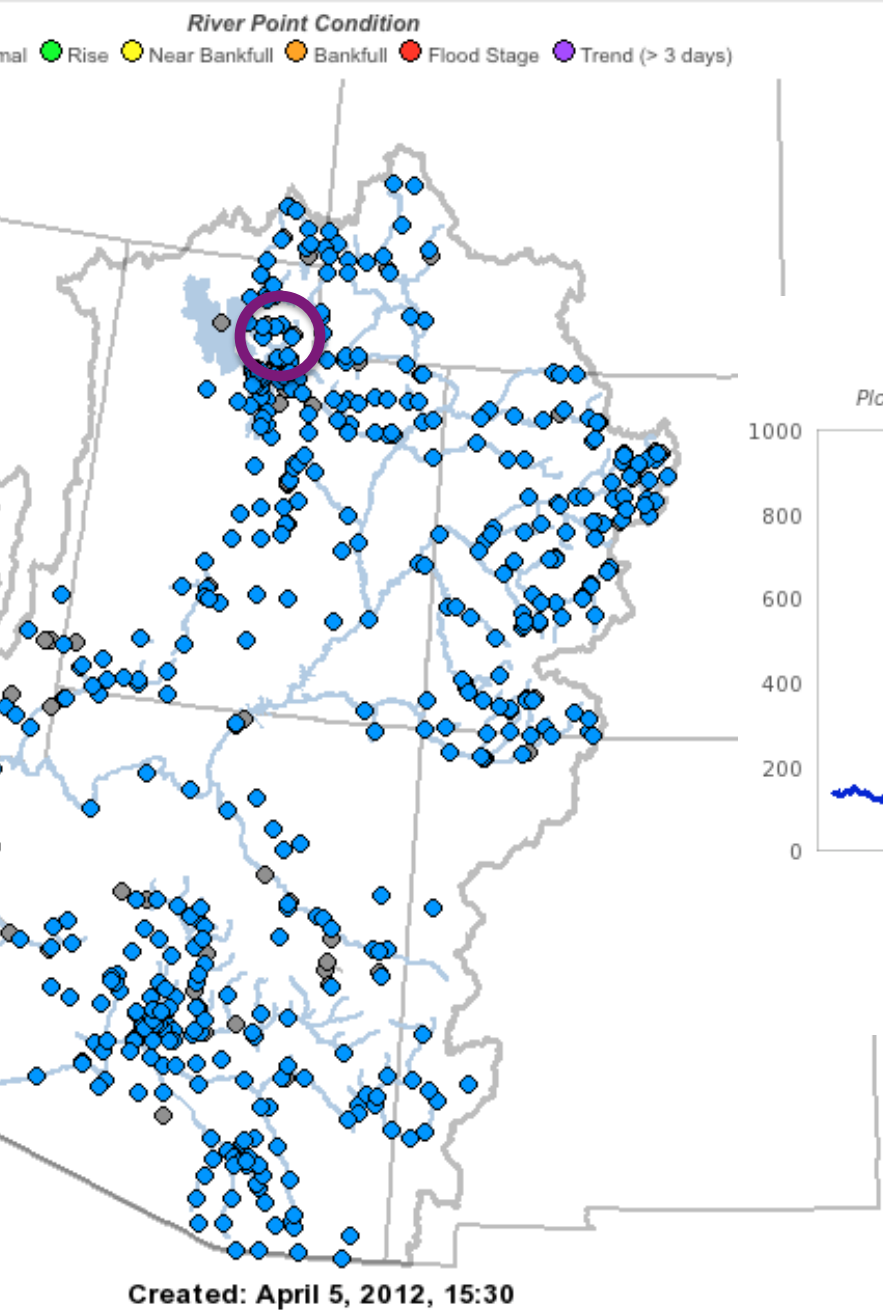 River Point Condition
mal Rise Near Bankfull Bankfull Flood Stage Trend (> 3 days)
Plo
1000
800
600
400
200
0
Created: April 5, 2012, 15:30